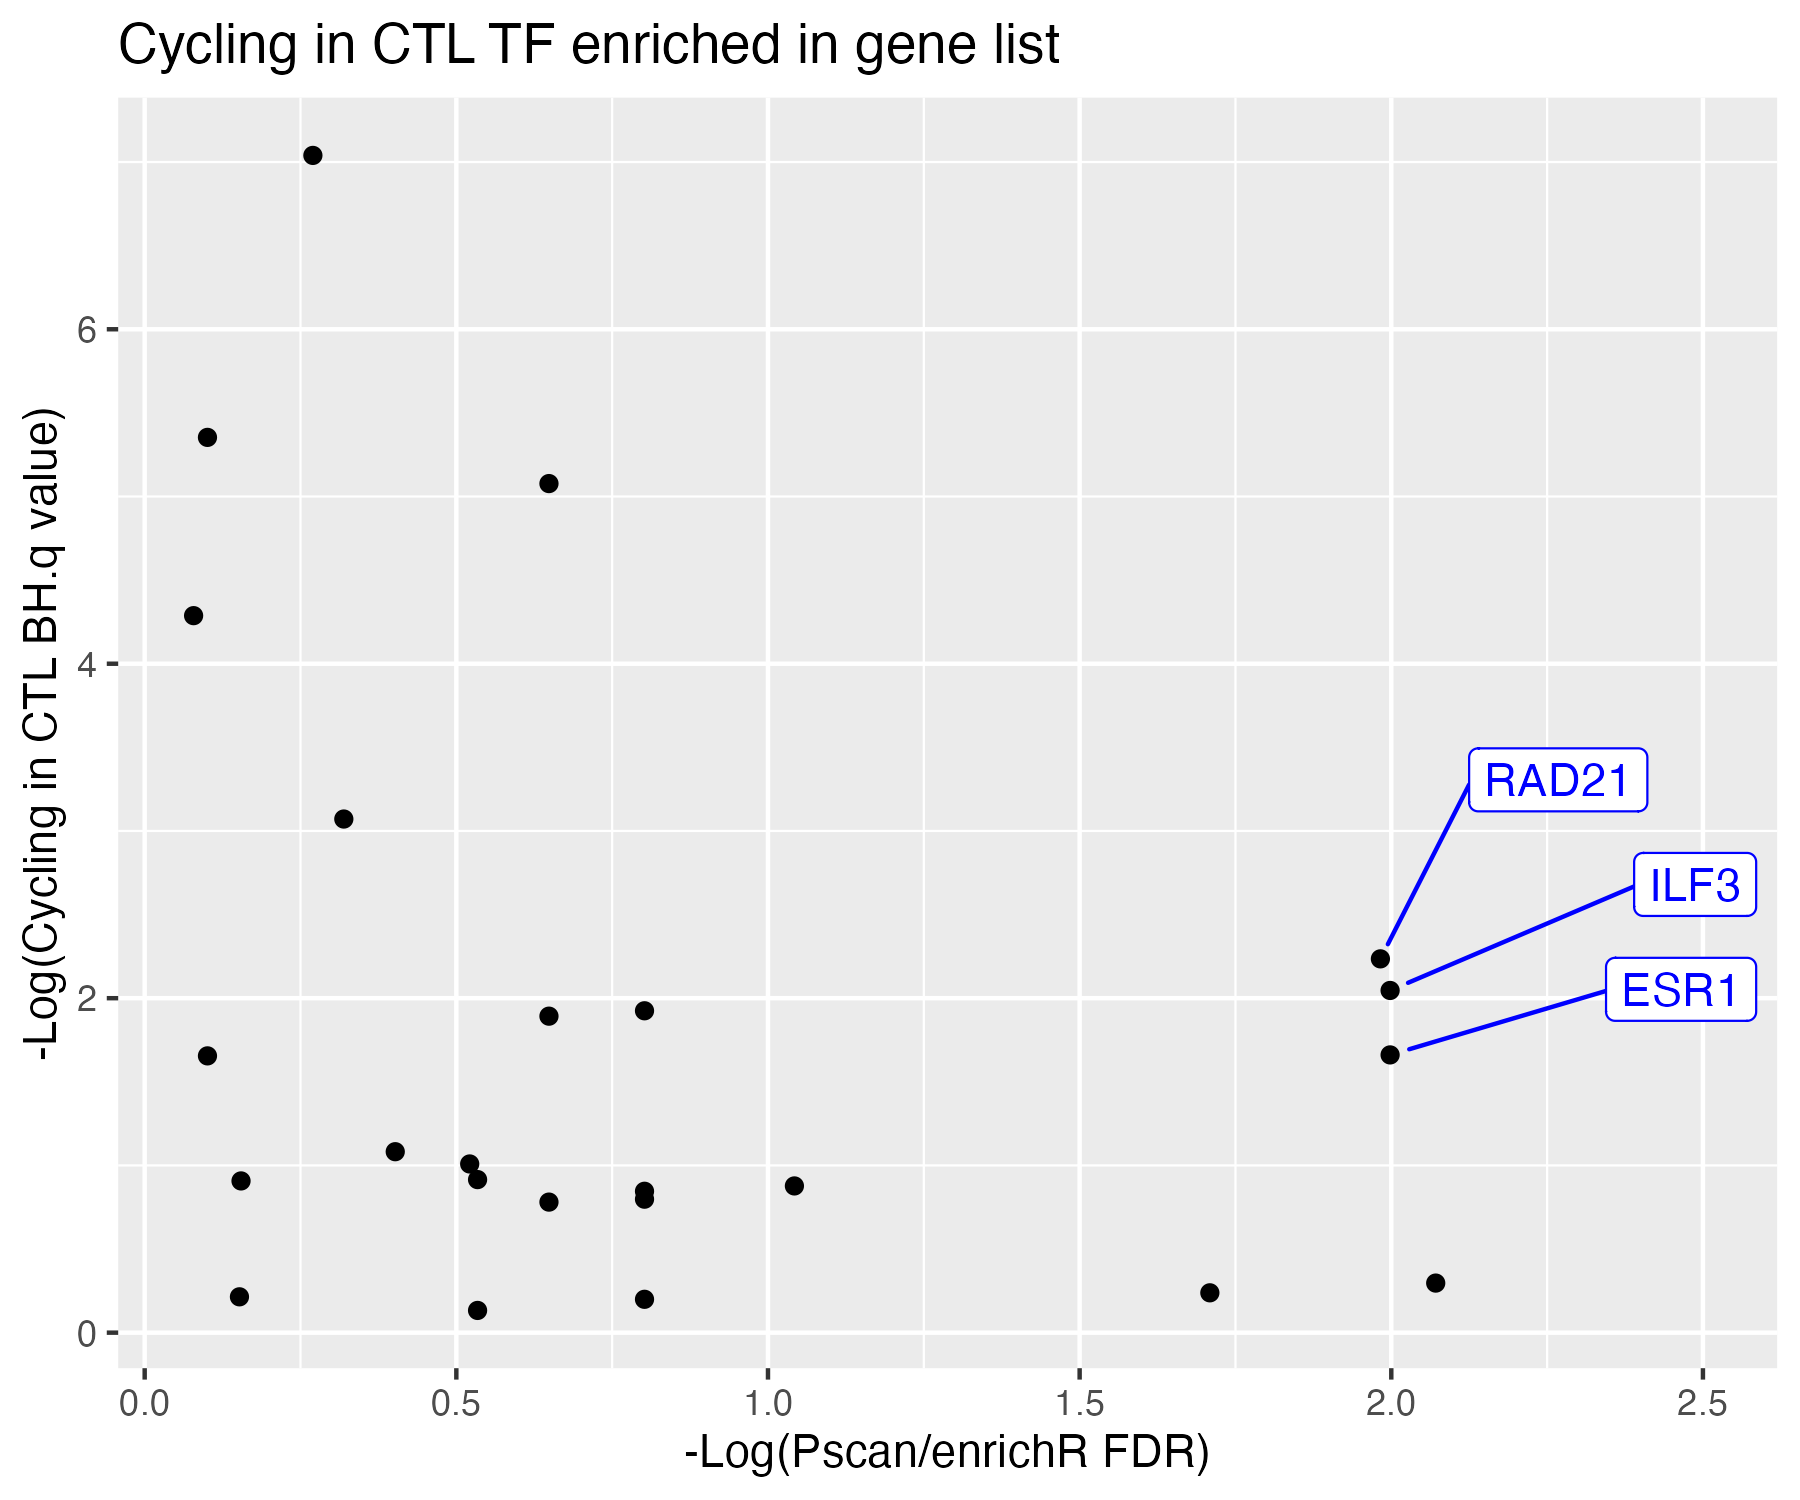 Cycling in CTL TF enriched in gene list
-Log(Cycling in CTL BH.q value)
6
4
2
0
RAD21
ILF3
ESR1
0.0 0.5 1.0 1.5 2.0 2.5
-Log(Pscan/enrichR FDR)